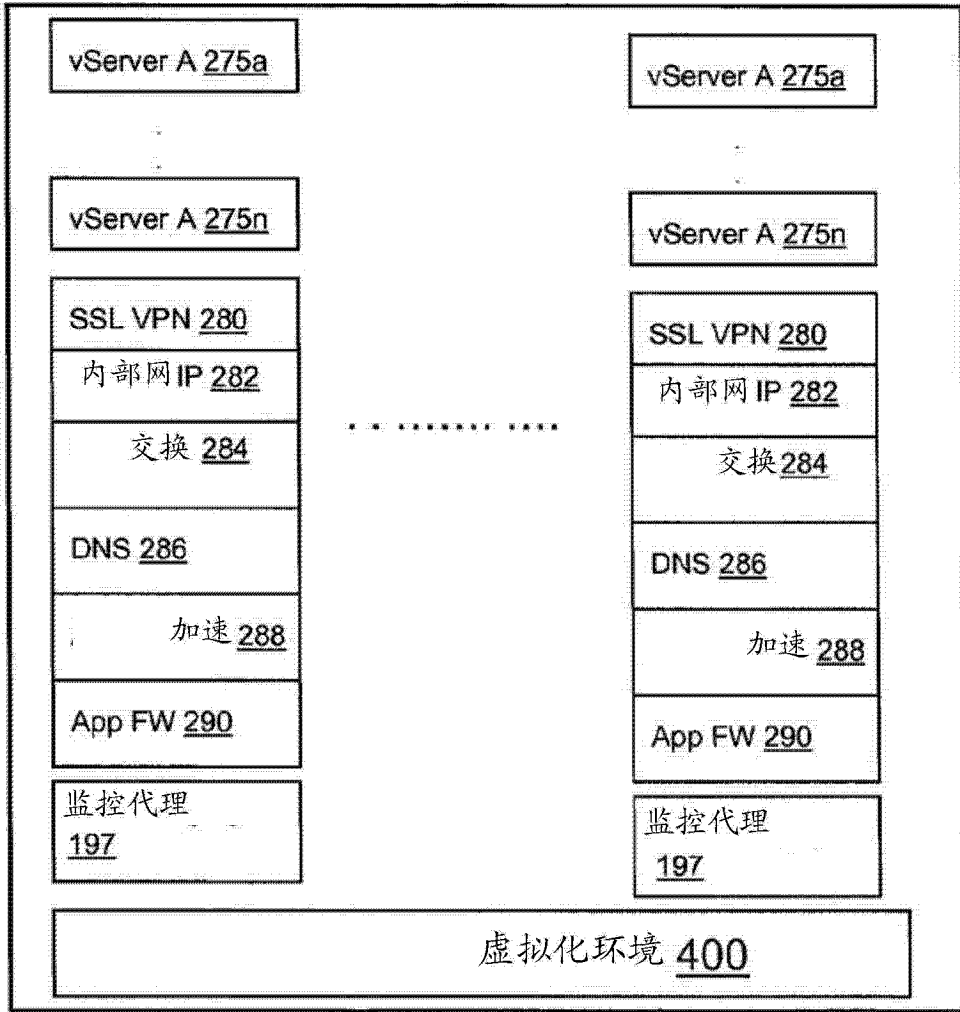 vServer A 275a
vServer A 275n
SSL VPN 280
内部网 IP 282
交换 284
DNS 286
加速 288
App FW 290
监控代理
197
vServer A 275a
vServer A 275n
SSL VPN 280
内部网 IP 282
交换 284
DNS 286
加速 288
App FW 290
监控代理
197
虚拟化环境 400